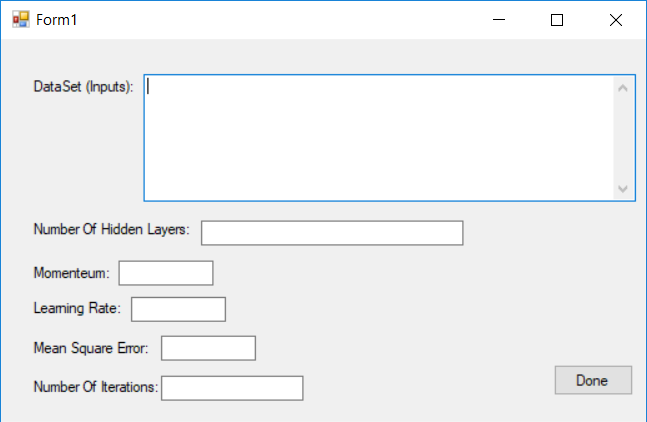 Form1
DataSet (Inputs):
Number Of Hidden Layers:
Momenteum:
Learning Rate:
Mean Square Error:
Number Of Iterations:
Done